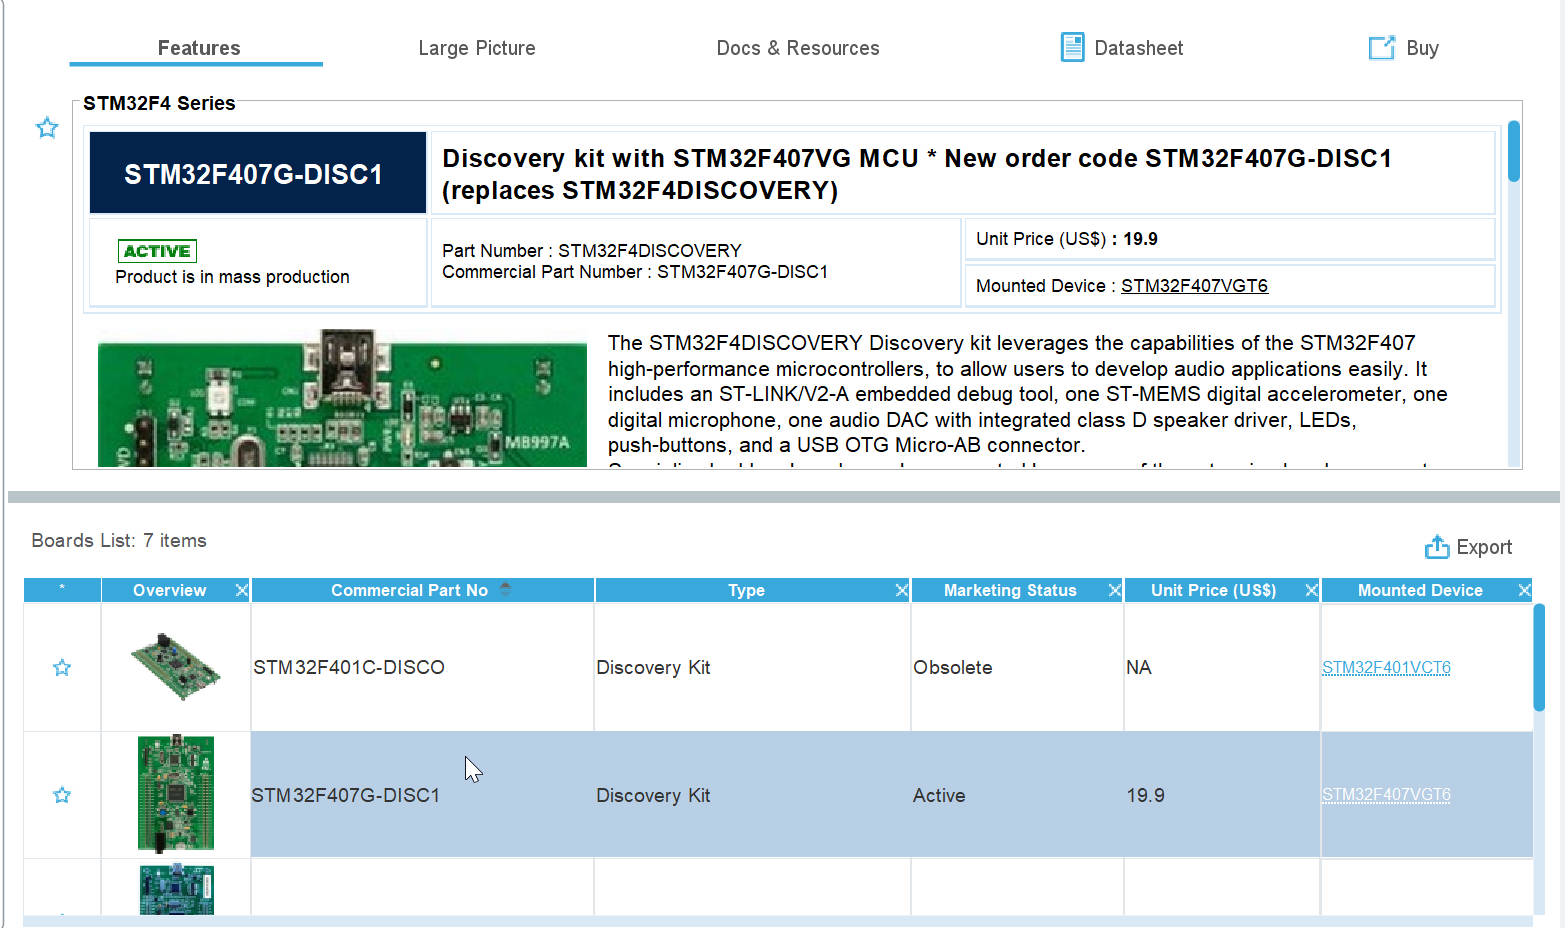 Features
Large Picture
Docs & Resources
Datasheet
Buy
STM32F4 Series
STM32F407G-DISC1
Discovery kit with STM32F407VG MCU * New order code STM32F407G-DISC1
(replaces STM32F4DISCOVERY)
ACTIVE
Product is in mass production
Part Number : STM32F4DISCOVERY
Commercial Part Number : STM32F407G-DISC1
Unit Price (US$) : 19.9
Mounted Device : STM32F407VGT6
MB997A
The STM32F4DISCOVERY Discovery kit leverages the capabilities of the STM32F407
high-performance microcontrollers, to allow users to develop audio applications easily. It
includes an ST-LINK/V2-A embedded debug tool, one ST-MEMS digital accelerometer, one
digital microphone, one audio DAC with integrated class D speaker driver, LEDs,
push-buttons, and a USB OTG Micro-AB connector.
Boards List: 7 items
Export
* Overview Commercial Part No Type Marketing Status Unit Price (US$) Mounted Device
STM32F401C-DISCO Discovery Kit Obsolete NA STM32F401VCT6
STM32F407G-DISC1 Discovery Kit Active 19.9 STM32F407VGT6